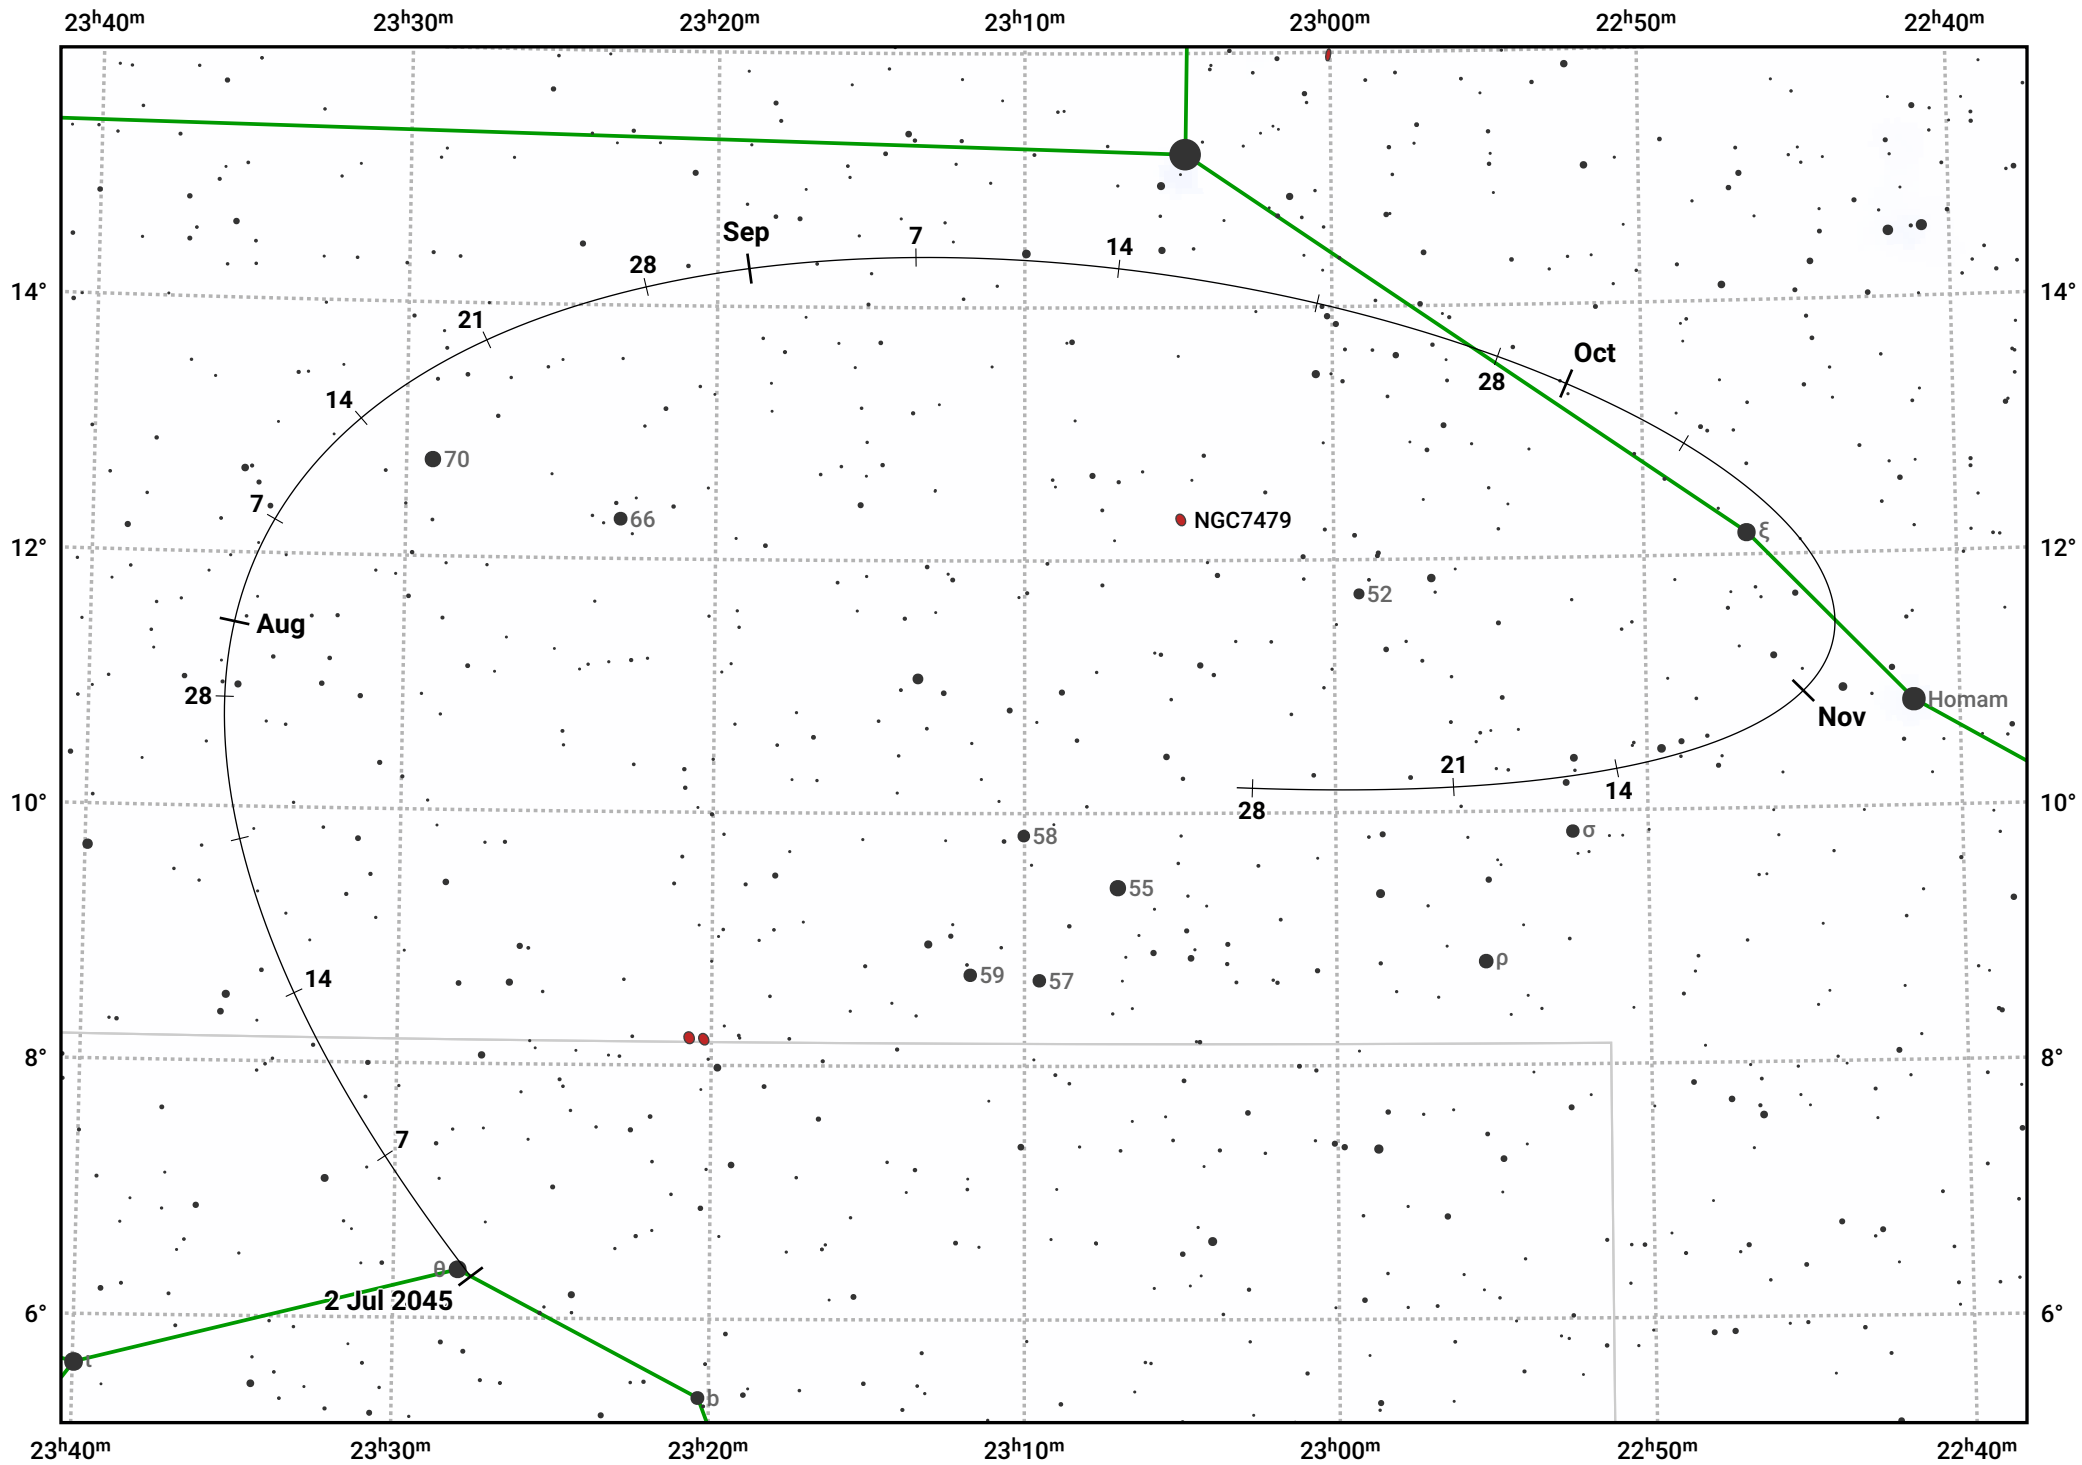 23ʰ40ᵐ 23ʰ30ᵐ 23ʰ20ᵐ 23ʰ10ᵐ 23ʰ00ᵐ 22ʰ50ᵐ 22ʰ40ᵐ
Sep
7
14
28
14° 14°
21
Oct
28
14
70
7
66
NGC7479
ξ
12° 12°
52
Aug
28
Homam
Nov
21
14
10° 10°
28
58
σ
55
59
57
ρ
14
8° 8°
7
θ
2 Jul 2045
6° 6°
ι
b
23ʰ40ᵐ 23ʰ30ᵐ 23ʰ20ᵐ 23ʰ10ᵐ 23ʰ00ᵐ 22ʰ50ᵐ 22ʰ40ᵐ